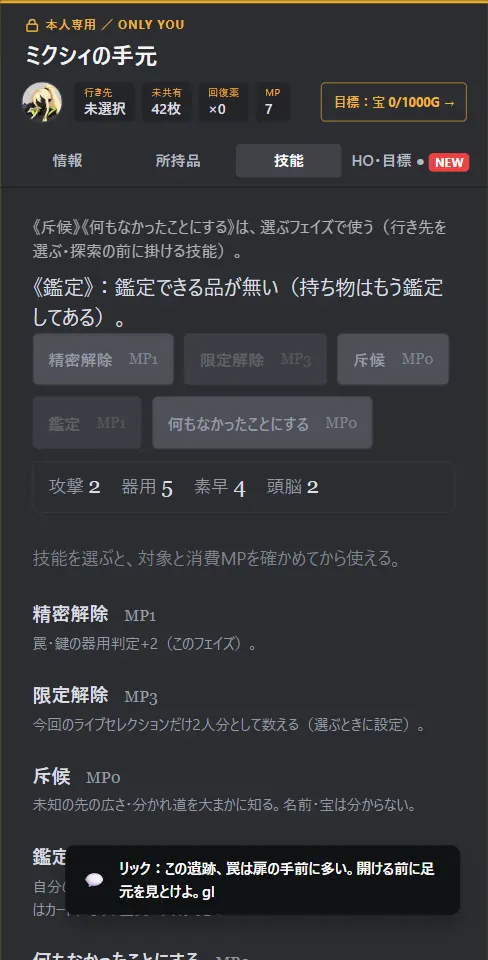 本人専用 ／ ONLY YOU
ミクシィの手元
行き先
未選択
未共有
42枚
回復薬
×0
MP
7
目標：宝 0/1000G →
情報
所持品
技能
HO・目標
NEW
《斥候》《何もなかったことにする》は、選ぶフェイズで使う（行き先を
選ぶ・探索の前に掛ける技能）。
《鑑定》：鑑定できる品が無い（持ち物はもう鑑定
してある）。
精密解除 MP1
限定解除 MP3
斥候 MP0
鑑定 MP1
何もなかったことにする MP0
攻撃 2 器用 5 素早 4 頭脳 2
技能を選ぶと、対象と消費MPを確かめてから使える。
精密解除 MP1
罠・鍵の器用判定+2（このフェイズ）。
限定解除 MP3
今回のライブセレクションだけ2人分として数える（選ぶときに設定）。
斥候 MP0
未知の先の広さ・分かれ道を大まかに知る。名前・宝は分からない。
鑑定
自分
リック：この遺跡、罠は扉の手前に多い。開ける前に足
元を見とけよ。gl
はカー
何もなかったことにする MP0